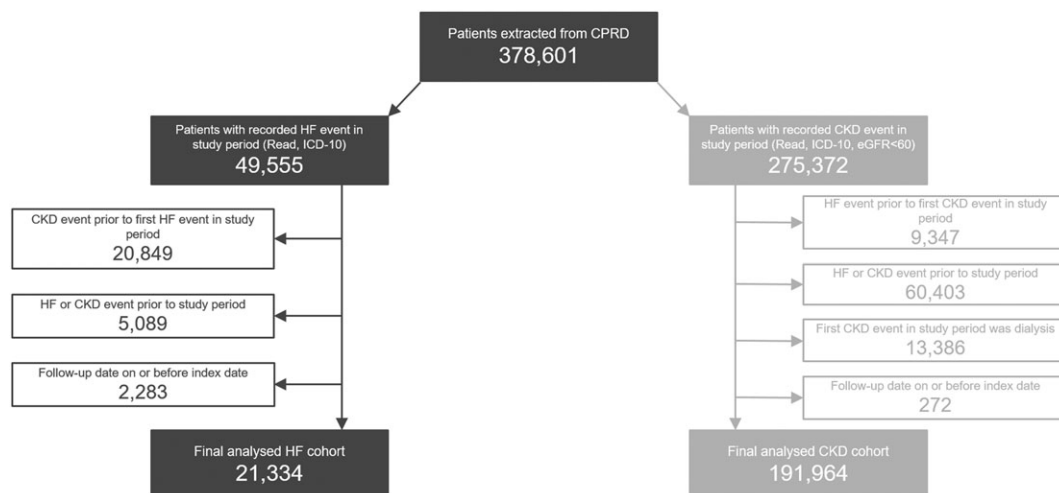 Patients extracted from CPRD
378,601
Patients with recorded HF event in
study period (Read, ICD-10)
49,555
CKD event prior to first HF event in study
period
20,849
HF or CKD event prior to study period
5,089
Follow-up date on or before index date
2,283
Final analysed HF cohort
21,334
Patients with recorded CKD event in
study period (Read, ICD-10, eGFR<60)
275,372
HF event prior to first CKD event in study
period
9,347
HF or CKD event prior to study period
60,403
First CKD event in study period was dialysis
13,386
Follow-up date on or before index date
272
Final analysed CKD cohort
191,964